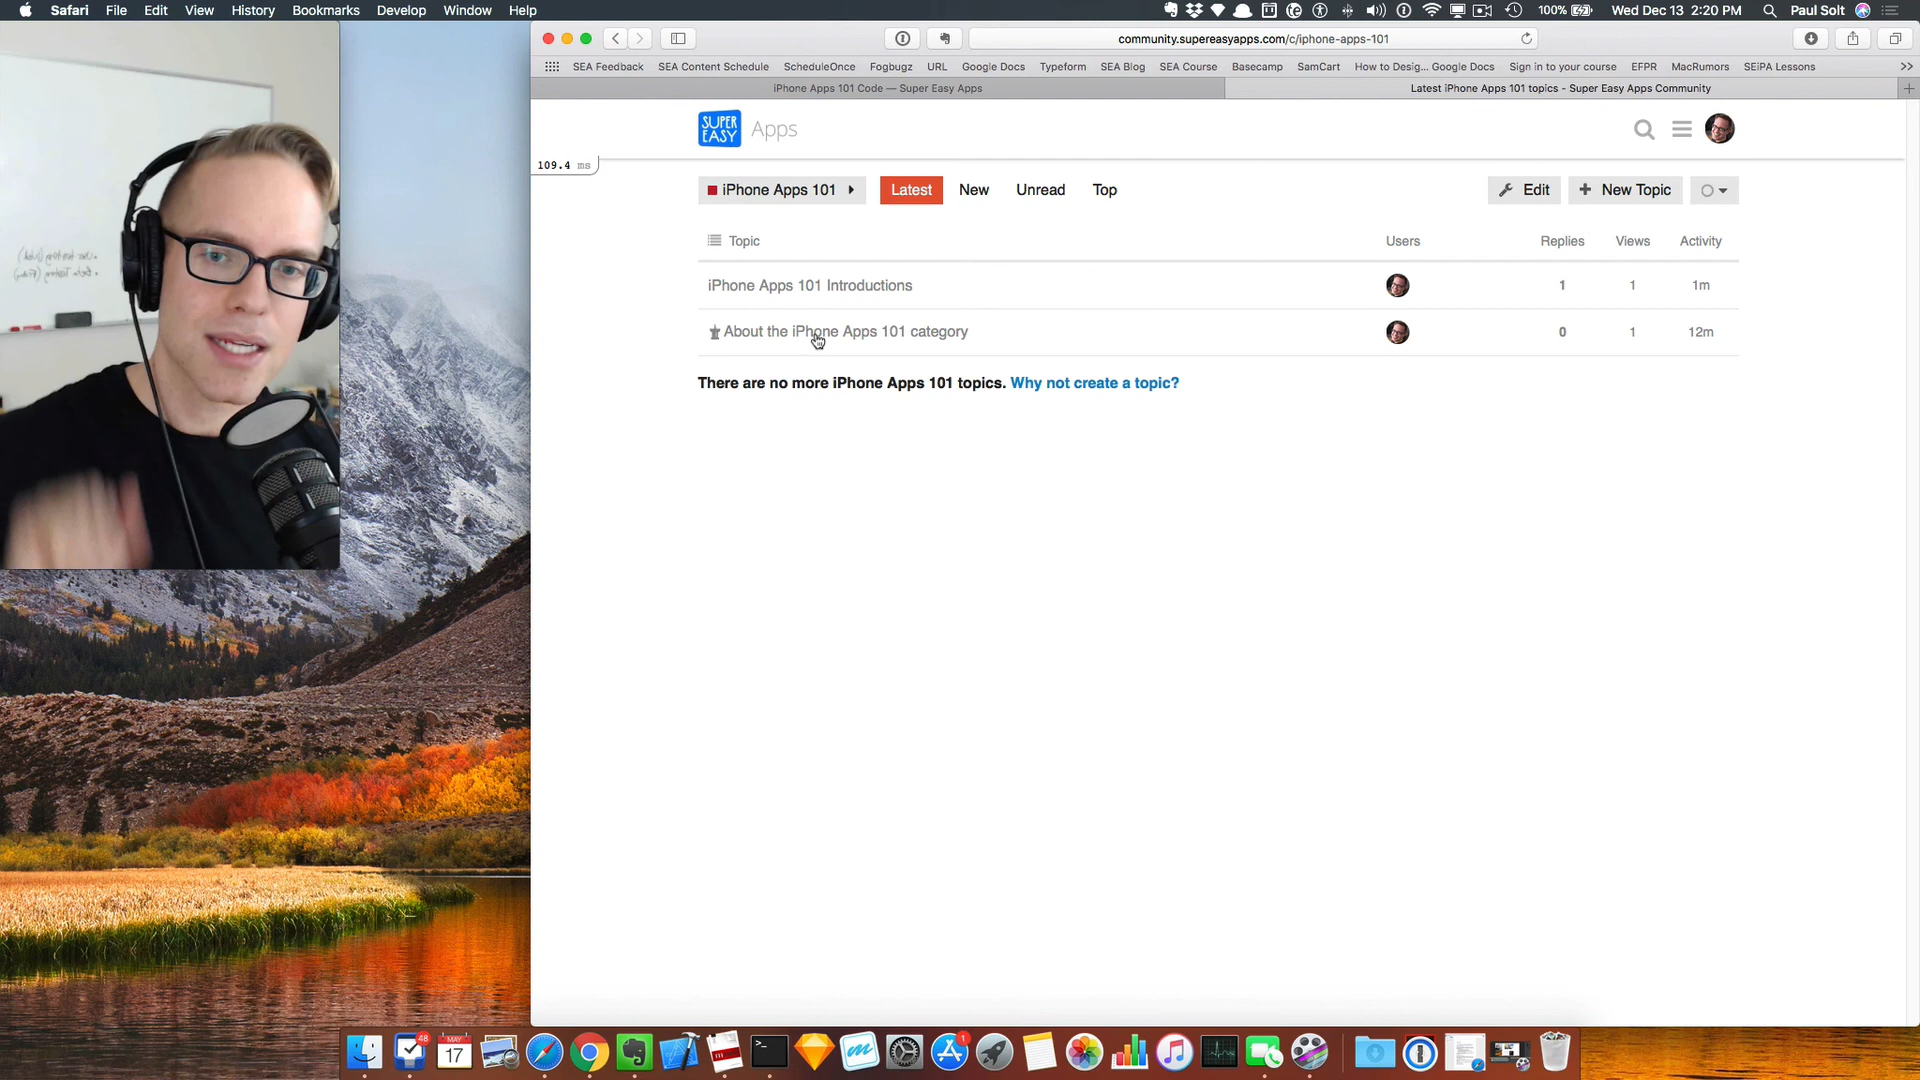 Safari File Edit View History Bookmarks Develop Window Help
100% Wed Dec 13 2:20 PM Paul Solt
community.supereasyapps.com/c/iphone-apps-101
SEA Feedback SEA Content Schedule ScheduleOnce Fogbugz URL Google Docs Typeform SEA Blog SEA Course Basecamp SamCart How to Desig... Google Docs Sign in to your course EFPR MacRumors SEiPA Lessons
iPhone Apps 101 Code — Super Easy Apps
Latest iPhone Apps 101 topics - Super Easy Apps Community
SUPER EASY Apps
109.4 ms
iPhone Apps 101 Latest New Unread Top Edit New Topic
Topic Users Replies Views Activity
iPhone Apps 101 Introductions 1 1 1m
About the iPhone Apps 101 category 0 1 12m
There are no more iPhone Apps 101 topics. Why not create a topic?
48
MAY
17
1